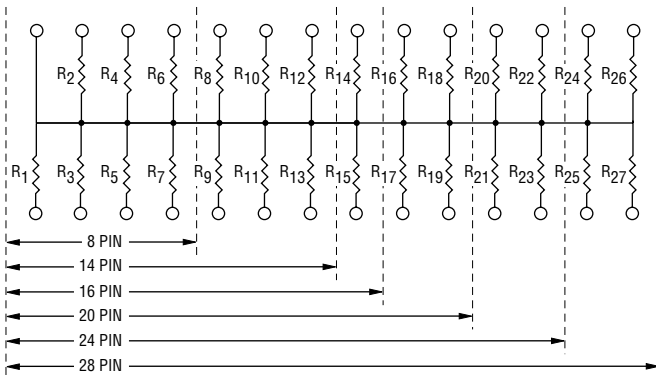 R2 R4 R6 R8 R10 R12 R14 R16 R18 R20 R22 R24 R26
R1 R3 R5 R7 R9 R11 R13 R15 R17 R19 R21 R23 R25 R27
8 PIN
14 PIN
16 PIN
20 PIN
24 PIN
28 PIN